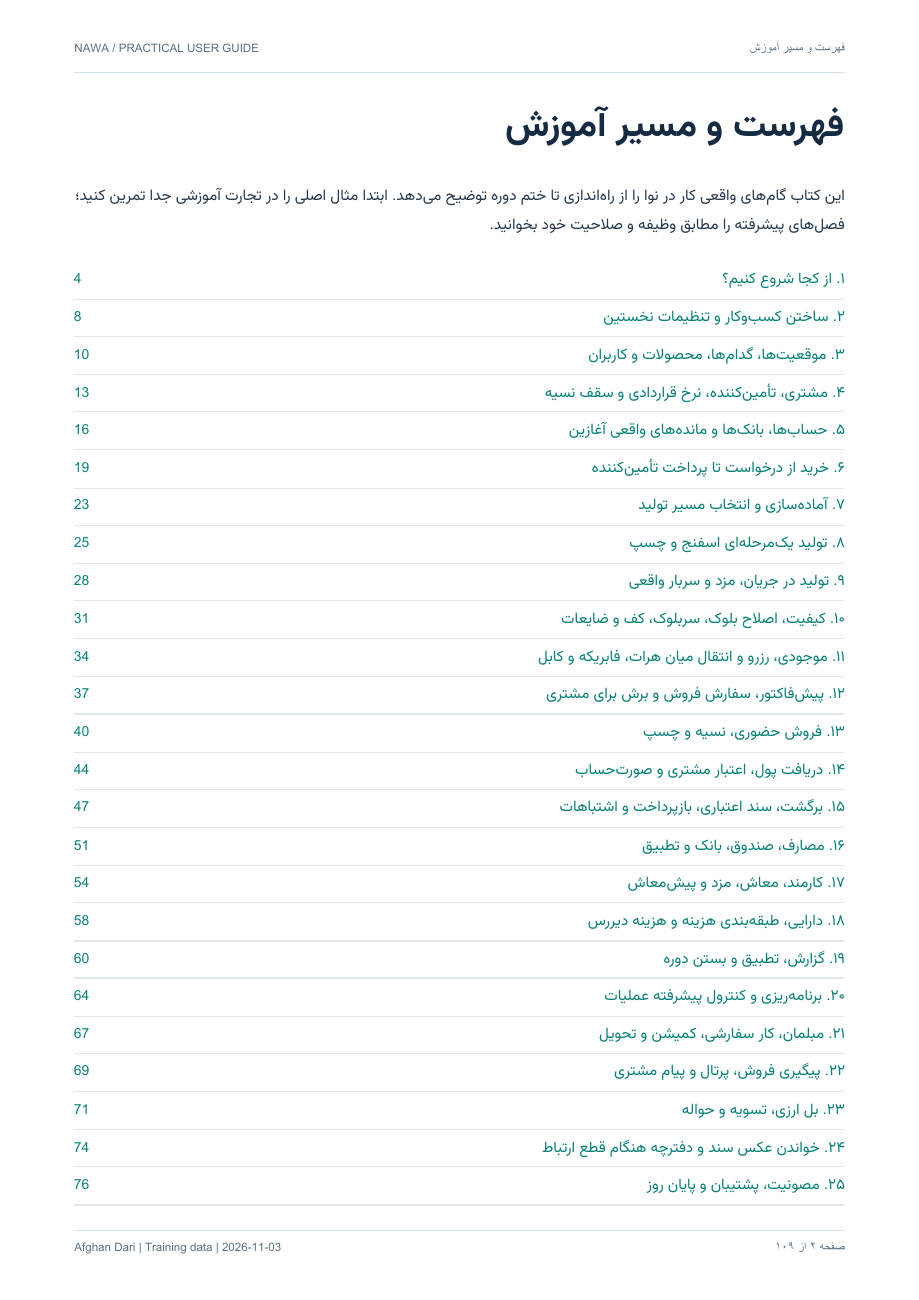 NAWA / PRACTICAL USER GUIDE
فهرست و مسیر آموزش
فهرست و مسیر آموزش
این کتاب گام‌های واقعی کار در نوا را از راه‌اندازی تا ختم دوره توضیح می‌دهد. ابتدا مثال اصلی را در تجارت آموزشی جدا تمرین کنید؛
فصل‌های پیشرفته را مطابق وظیفه و صلاحیت خود بخوانید.
۱. از کجا شروع کنیم؟ 4
۲. ساختن کسب‌وکار و تنظیمات نخستین 8
۳. موقعیت‌ها، گدام‌ها، محصولات و کاربران 10
۴. مشتری، تأمین‌کننده، نرخ قراردادی و سقف نسیه 13
۵. حساب‌ها، بانک‌ها و مانده‌های واقعی آغازین 16
۶. خرید از درخواست تا پرداخت تأمین‌کننده 19
۷. آماده‌سازی و انتخاب مسیر تولید 23
۸. تولید یک‌مرحله‌ای اسفنج و چسپ 25
۹. تولید در جریان، مزد و سربار واقعی 28
۱۰. کیفیت، اصلاح بلوک، سربلوک، کف و ضایعات 31
۱۱. موجودی، رزرو و انتقال میان هرات، فابریکه و کابل 34
۱۲. پیش‌فاکتور، سفارش فروش و برش برای مشتری 37
۱۳. فروش حضوری، نسیه و چسپ 40
۱۴. دریافت پول، اعتبار مشتری و صورت‌حساب 44
۱۵. برگشت، سند اعتباری، بازپرداخت و اشتباهات 47
۱۶. مصارف، صندوق، بانک و تطبیق 51
۱۷. کارمند، معاش، مزد و پیش‌معاش 54
۱۸. دارایی، طبقه‌بندی هزینه و هزینه دیررس 58
۱۹. گزارش، تطبیق و بستن دوره 60
۲۰. برنامه‌ریزی و کنترول پیشرفته عملیات 64
۲۱. مبلمان، کار سفارشی، کمیشن و تحویل 67
۲۲. پیگیری فروش، پرتال و پیام مشتری 69
۲۳. بل ارزی، تسویه و حواله 71
۲۴. خواندن عکس سند و دفترچه هنگام قطع ارتباط 74
۲۵. مصونیت، پشتیبان و پایان روز 76
Afghan Dari | Training data | 2026-11-03
صفحه ۲ از ۱۰۹